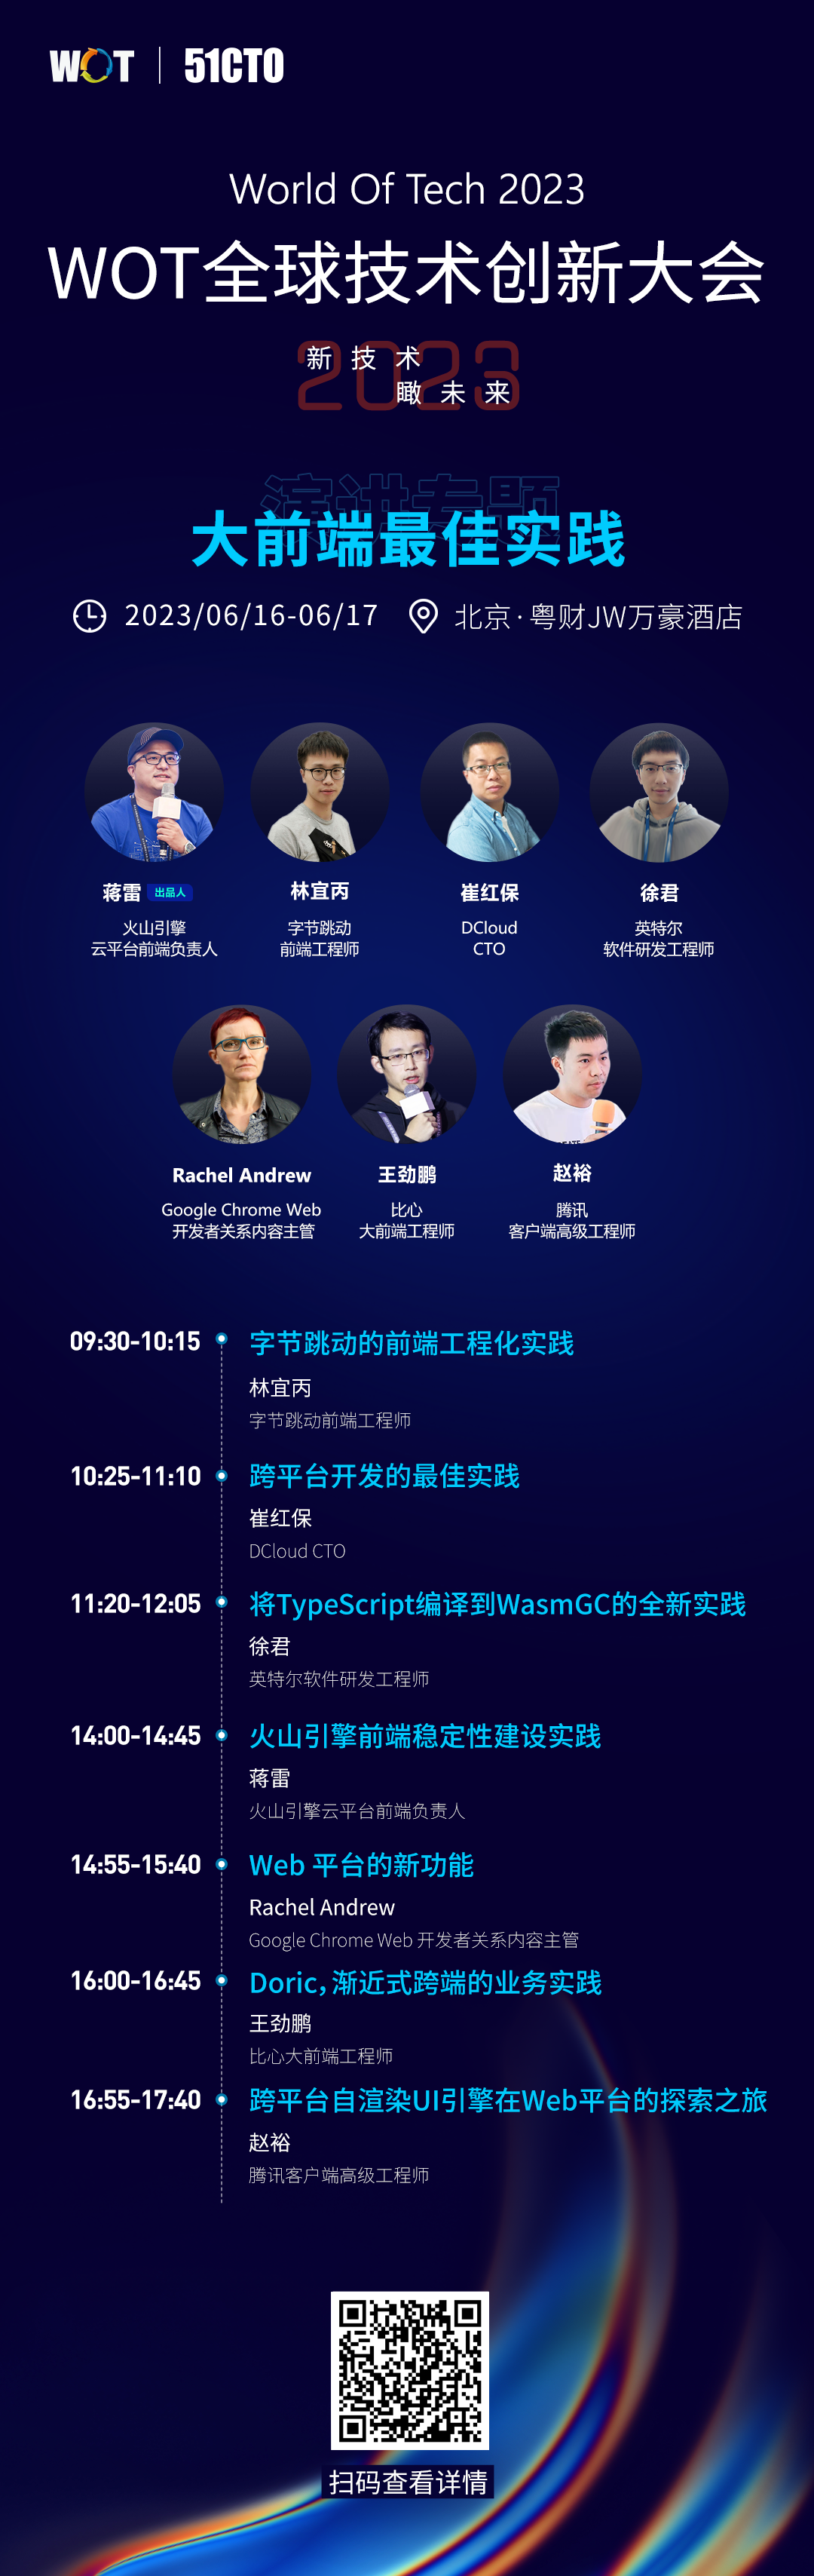 WOT | 51CTO
World Of Tech 2023
WOT全球技术创新大会
2023
新技术
瞰未来
演讲专题
大前端最佳实践
2023/06/16-06/17 北京·粤财JW万豪酒店
蒋雷 出品人 林宜丙 崔红保 徐君
火山引擎 字节跳动 DCloud 英特尔
云平台前端负责人 前端工程师 CTO 软件研发工程师
Rachel Andrew 王劲鹏 赵裕
Google Chrome Web 比心 腾讯
开发者关系内容主管 大前端工程师 客户端高级工程师
09:30-10:15 字节跳动的前端工程化实践
林宜丙
字节跳动前端工程师
10:25-11:10 跨平台开发的最佳实践
崔红保
DCloud CTO
11:20-12:05 将TypeScript编译到WasmGC的全新实践
徐君
英特尔软件研发工程师
14:00-14:45 火山引擎前端稳定性建设实践
蒋雷
火山引擎云平台前端负责人
14:55-15:40 Web 平台的新功能
Rachel Andrew
Google Chrome Web 开发者关系内容主管
16:00-16:45 Doric，渐近式跨端的业务实践
王劲鹏
比心大前端工程师
16:55-17:40 跨平台自渲染UI引擎在Web平台的探索之旅
赵裕
腾讯客户端高级工程师
扫码查看详情